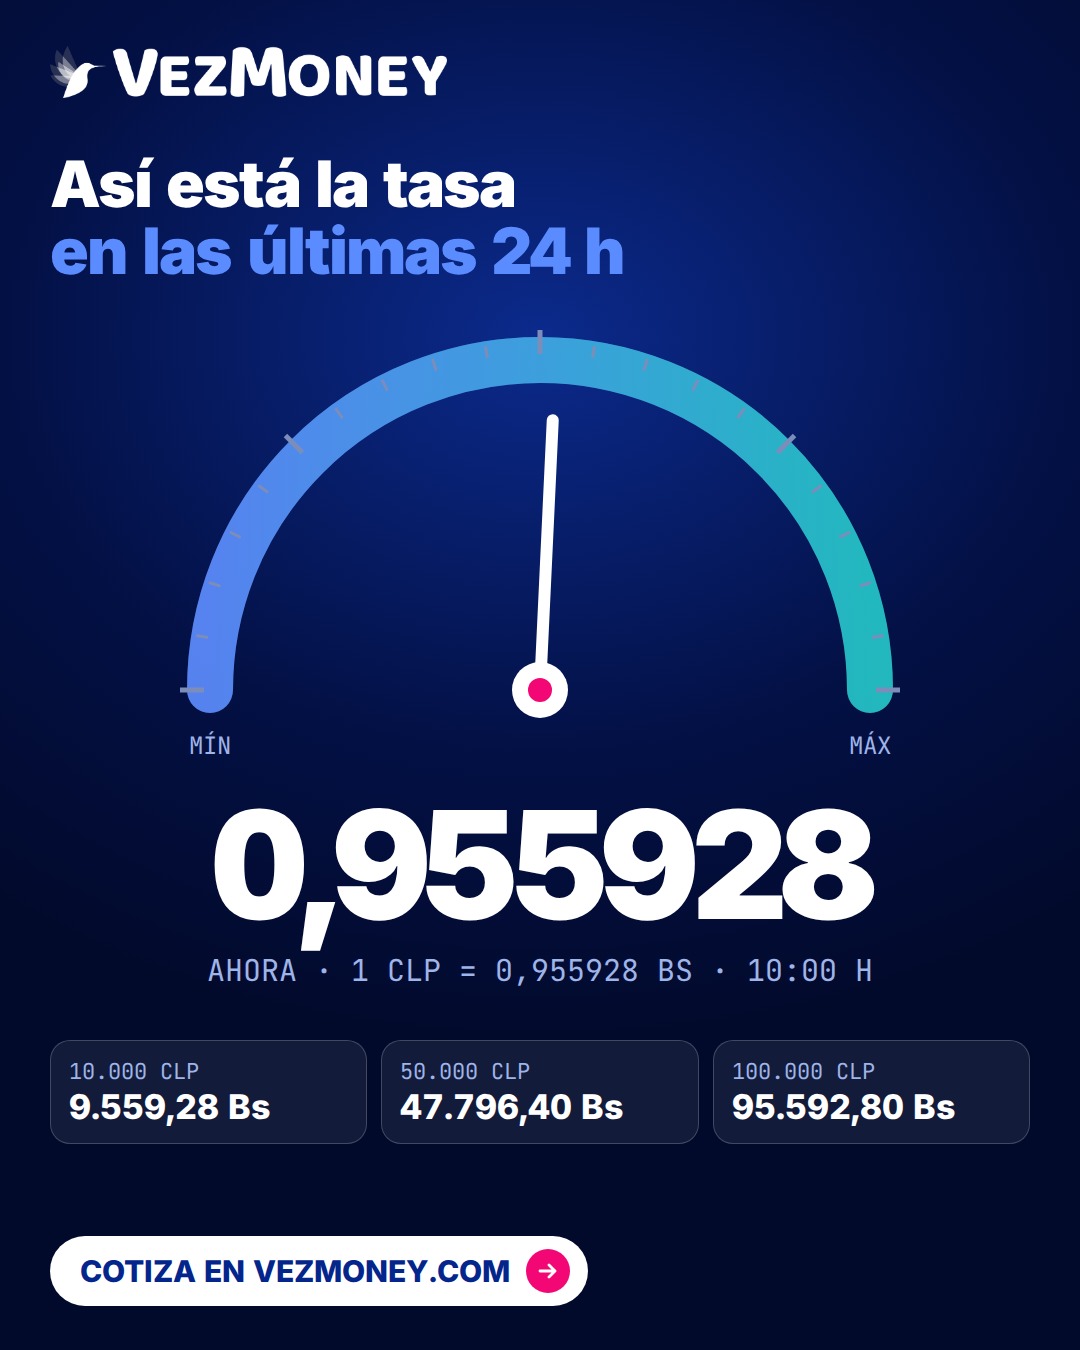 VEZMONEY
Así está la tasa
en las últimas 24 h
MÍN
MÁX
0,955928
AHORA · 1 CLP = 0,955928 BS · 10:00 H
10.000 CLP
9.559,28 Bs
50.000 CLP
47.796,40 Bs
100.000 CLP
95.592,80 Bs
COTIZA EN VEZMONEY.COM